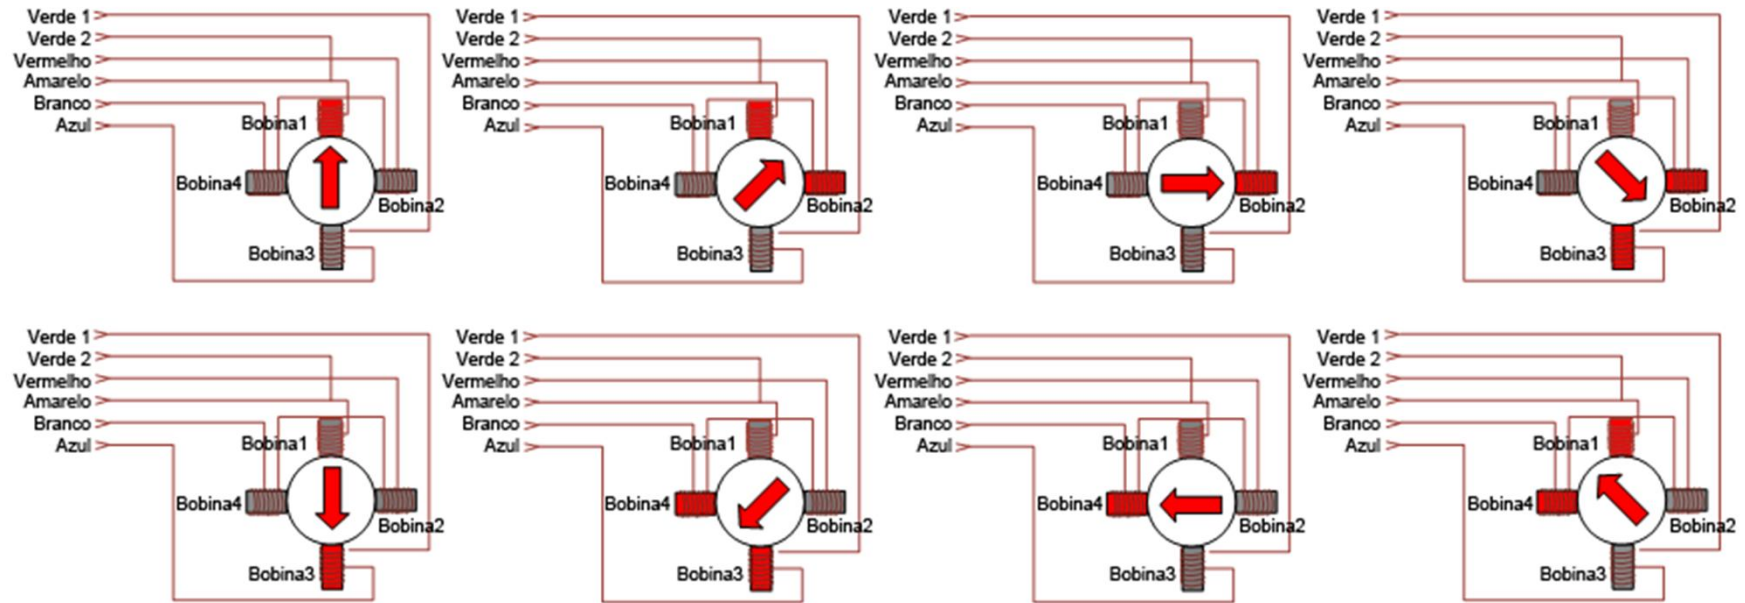 Verde 1
Verde 2
Vermelho
Amarelo
Branco
Azul
Bobina1
Bobina4
Bobina2
Bobina3
Verde 1
Verde 2
Vermelho
Amarelo
Branco
Azul
Bobina1
Bobina4
Bobina2
Bobina3
Verde 1
Verde 2
Vermelho
Amarelo
Branco
Azul
Bobina1
Bobina4
Bobina2
Bobina3
Verde 1
Verde 2
Vermelho
Amarelo
Branco
Azul
Bobina1
Bobina4
Bobina2
Bobina3
Verde 1
Verde 2
Vermelho
Amarelo
Branco
Azul
Bobina1
Bobina4
Bobina2
Bobina3
Verde 1
Verde 2
Vermelho
Amarelo
Branco
Azul
Bobina1
Bobina4
Bobina2
Bobina3
Verde 1
Verde 2
Vermelho
Amarelo
Branco
Azul
Bobina1
Bobina4
Bobina2
Bobina3
Verde 1
Verde 2
Vermelho
Amarelo
Branco
Azul
Bobina1
Bobina4
Bobina2
Bobina3